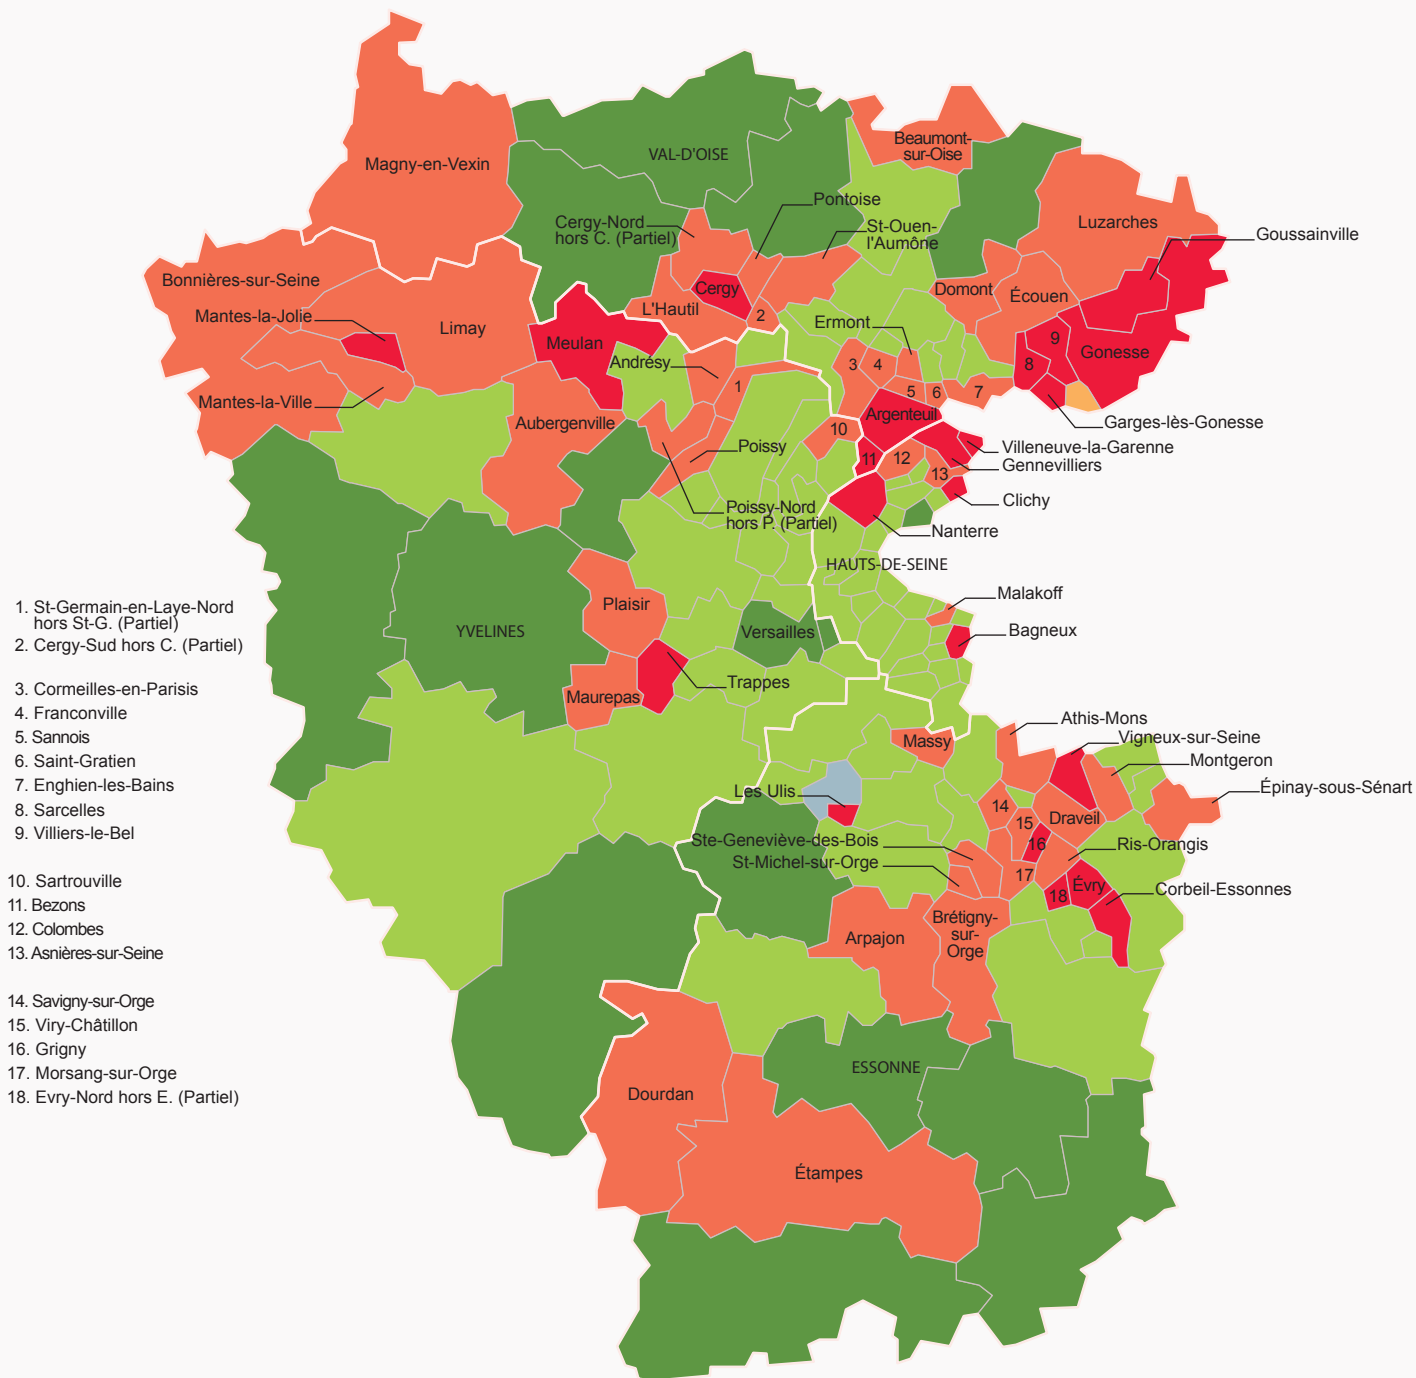 Magny-en-Vexin
VAL-D'OISE
Beaumont-
sur-Oise
Pontoise
Cergy-Nord
hors C. (Partiel)
St-Ouen-
l'Aumône
Luzarches
Goussainville
Bonnières-sur-Seine
Cergy
Domont
Écouen
Mantes-la-Jolie
Limay
L'Hautil
2
Ermont
Meulan
9
Gonesse
Andrésy
3
4
8
1
5
6
7
Mantes-la-Ville
Aubergenville
Argenteuil
Garges-lès-Gonesse
10
Poissy
11
12
Villeneuve-la-Garenne
Gennevilliers
13
Clichy
Poissy-Nord
hors P. (Partiel)
Nanterre
HAUTS-DE-SEINE
Malakoff
Plaisir
YVELINES
Versailles
Bagneux
Trappes
Maurepas
Athis-Mons
Massy
Vigneux-sur-Seine
Montgeron
Les Ulis
Épinay-sous-Sénart
14
15
Draveil
Ste-Geneviève-des-Bois
16
Ris-Orangis
St-Michel-sur-Orge
17
Évry
18
Corbeil-Essonnes
Arpajon
Brétigny-
sur-
Orge
ESSONNE
Dourdan
Étampes
1. St-Germain-en-Laye-Nord
hors St-G. (Partiel)
2. Cergy-Sud hors C. (Partiel)
3. Cormeilles-en-Parisis
4. Franconville
5. Sannois
6. Saint-Gratien
7. Enghien-les-Bains
8. Sarcelles
9. Villiers-le-Bel
10. Sartrouville
11. Bezons
12. Colombes
13. Asnières-sur-Seine
14. Savigny-sur-Orge
15. Viry-Châtillon
16. Grigny
17. Morsang-sur-Orge
18. Evry-Nord hors E. (Partiel)